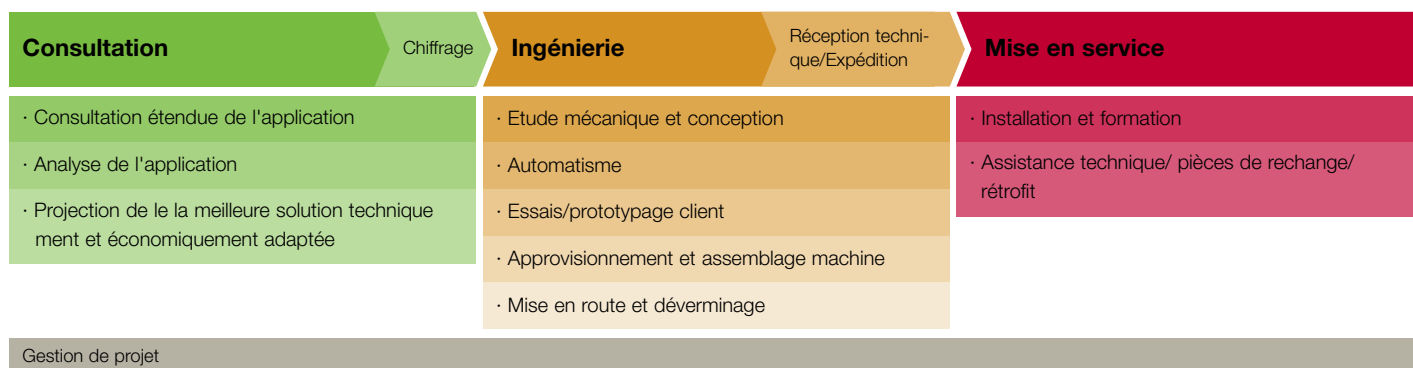 Consultation
Chiffrage
Ingénierie
Réception techni-
que/Expédition
Mise en service
· Consultation étendue de l'application
· Analyse de l'application
· Projection de le la meilleure solution technique
ment et économiquement adaptée
· Etude mécanique et conception
· Automatisme
· Essais/prototypage client
· Approvisionnement et assemblage machine
· Mise en route et déverminage
· Installation et formation
· Assistance technique/ pièces de rechange/
rétrofit
Gestion de projet